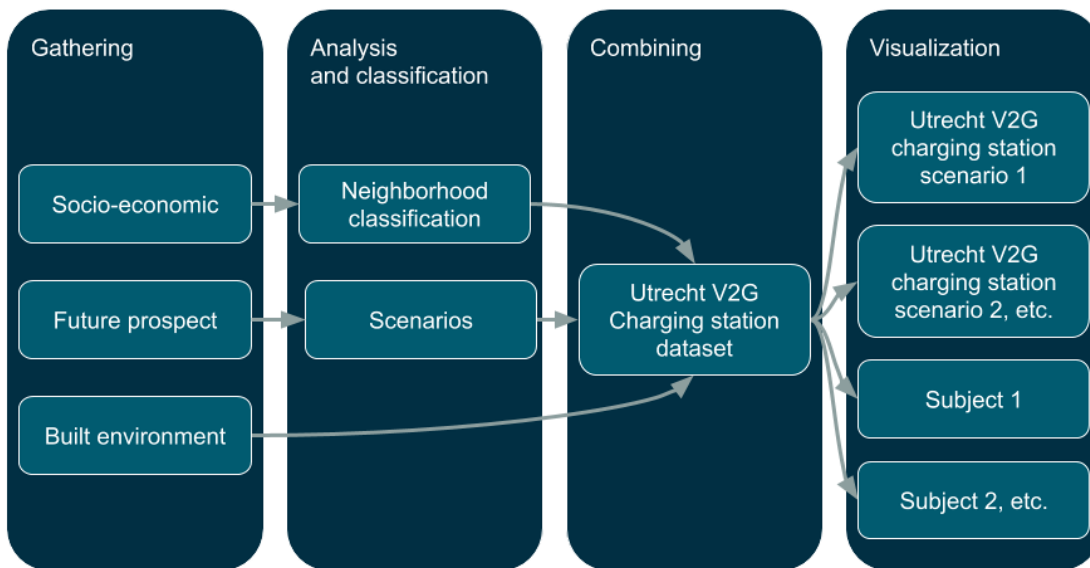 Gathering
Socio-economic
Future prospect
Built environment
Analysis
and classification
Neighborhood
classification
Scenarios
Combining
Utrecht V2G
Charging station
dataset
Visualization
Utrecht V2G
charging station
scenario 1
Utrecht V2G
charging station
scenario 2, etc.
Subject 1
Subject 2, etc.